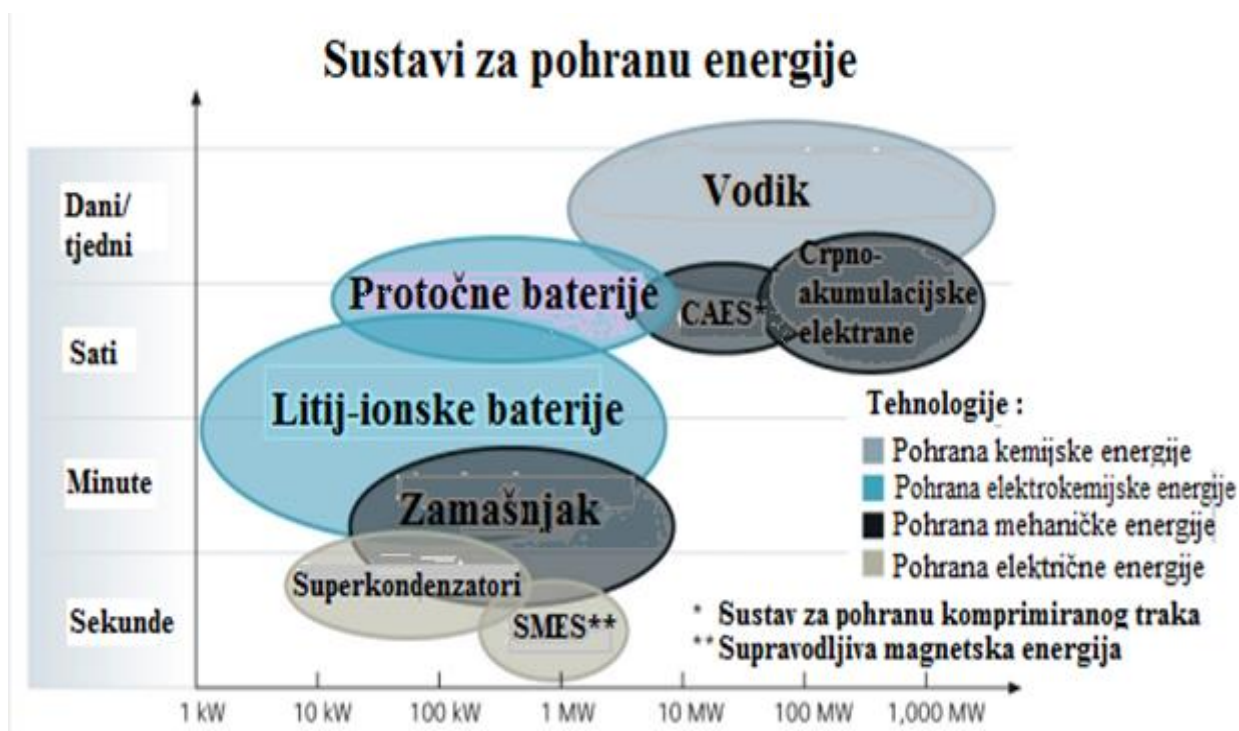 Sustavi za pohranu energije
Dani/
tjedni
Sati
Minute
Sekunde
Vodik
Protočne baterije
CAES*
Crpno-
akumulacijske
elektrane
Litij-ionske baterije
Zamašnjak
Superkondenzatori
SMES**
Tehnologije :
Pohrana kemijske energije
Pohrana elektrokemijske energije
Pohrana mehaničke energije
Pohrana električne energije
* Sustav za pohranu komprimiranog traka
** Supravodljiva magnetska energija
1 kW 10 kW 100 kW 1 MW 10 MW 100 MW 1,000 MW